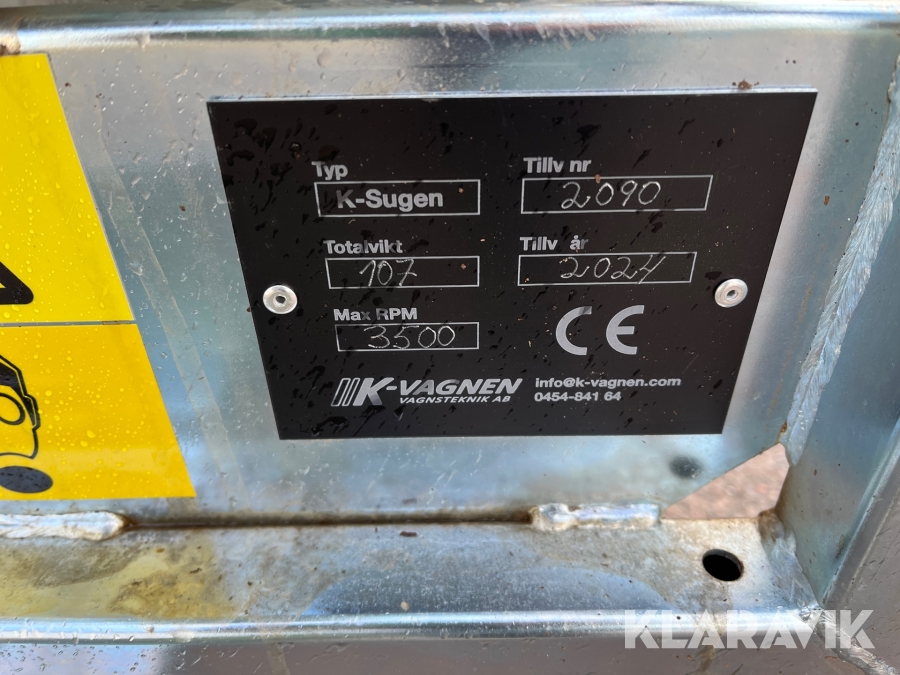 Typ
K-Sugen
Tillv nr
2090
Totalvikt
107
Tillv år
2024
Max RPM
3500
CE
K-VAGNEN
VAGNSTEKNIK AB
info@k-vagnen.com
0454-841 64
KLARAVIK